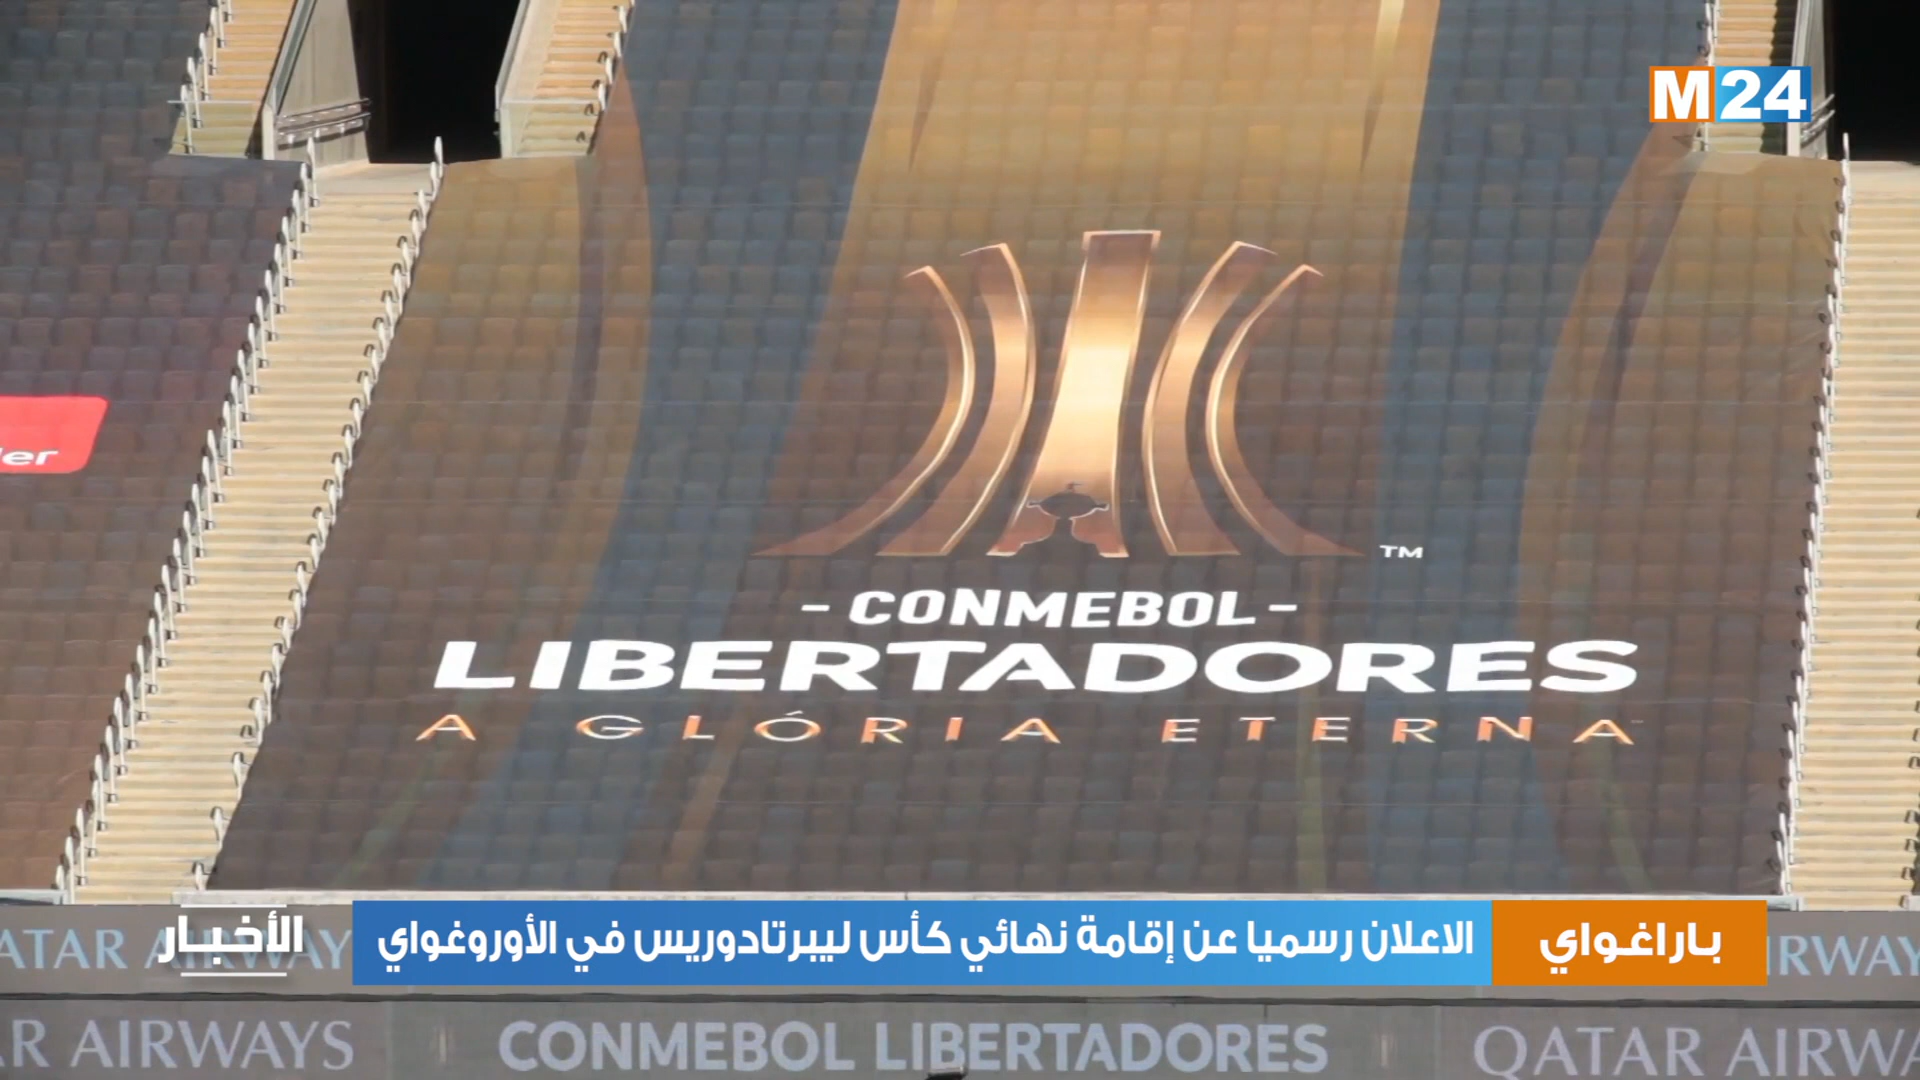 M24
er
TM
- CONMEBOL -
LIBERTADORES
A GLÓRIA ETERNA
باراغواي
الاعلان رسميا عن إقامة نهائي كأس ليبرتادوريس في الأوروغواي
الأخبار
ATAR AIRWAY
IRWAY
R AIRWAYS
CONMEBOL LIBERTADORES
QATAR AIRWA